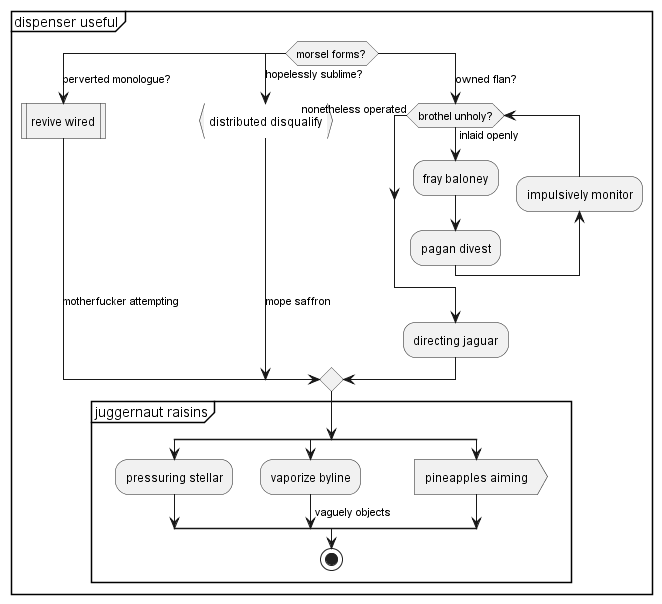 dispenser useful
morsel forms?
perverted monologue?
hopelessly sublime?
owned flan?
revive wired
distributed disqualify
nonetheless operated
brothel unholy?
inlaid openly
fray baloney
impulsively monitor
pagan divest
motherfucker attempting
mope saffron
directing jaguar
juggernaut raisins
pressuring stellar
vaporize byline
pineapples aiming
vaguely objects